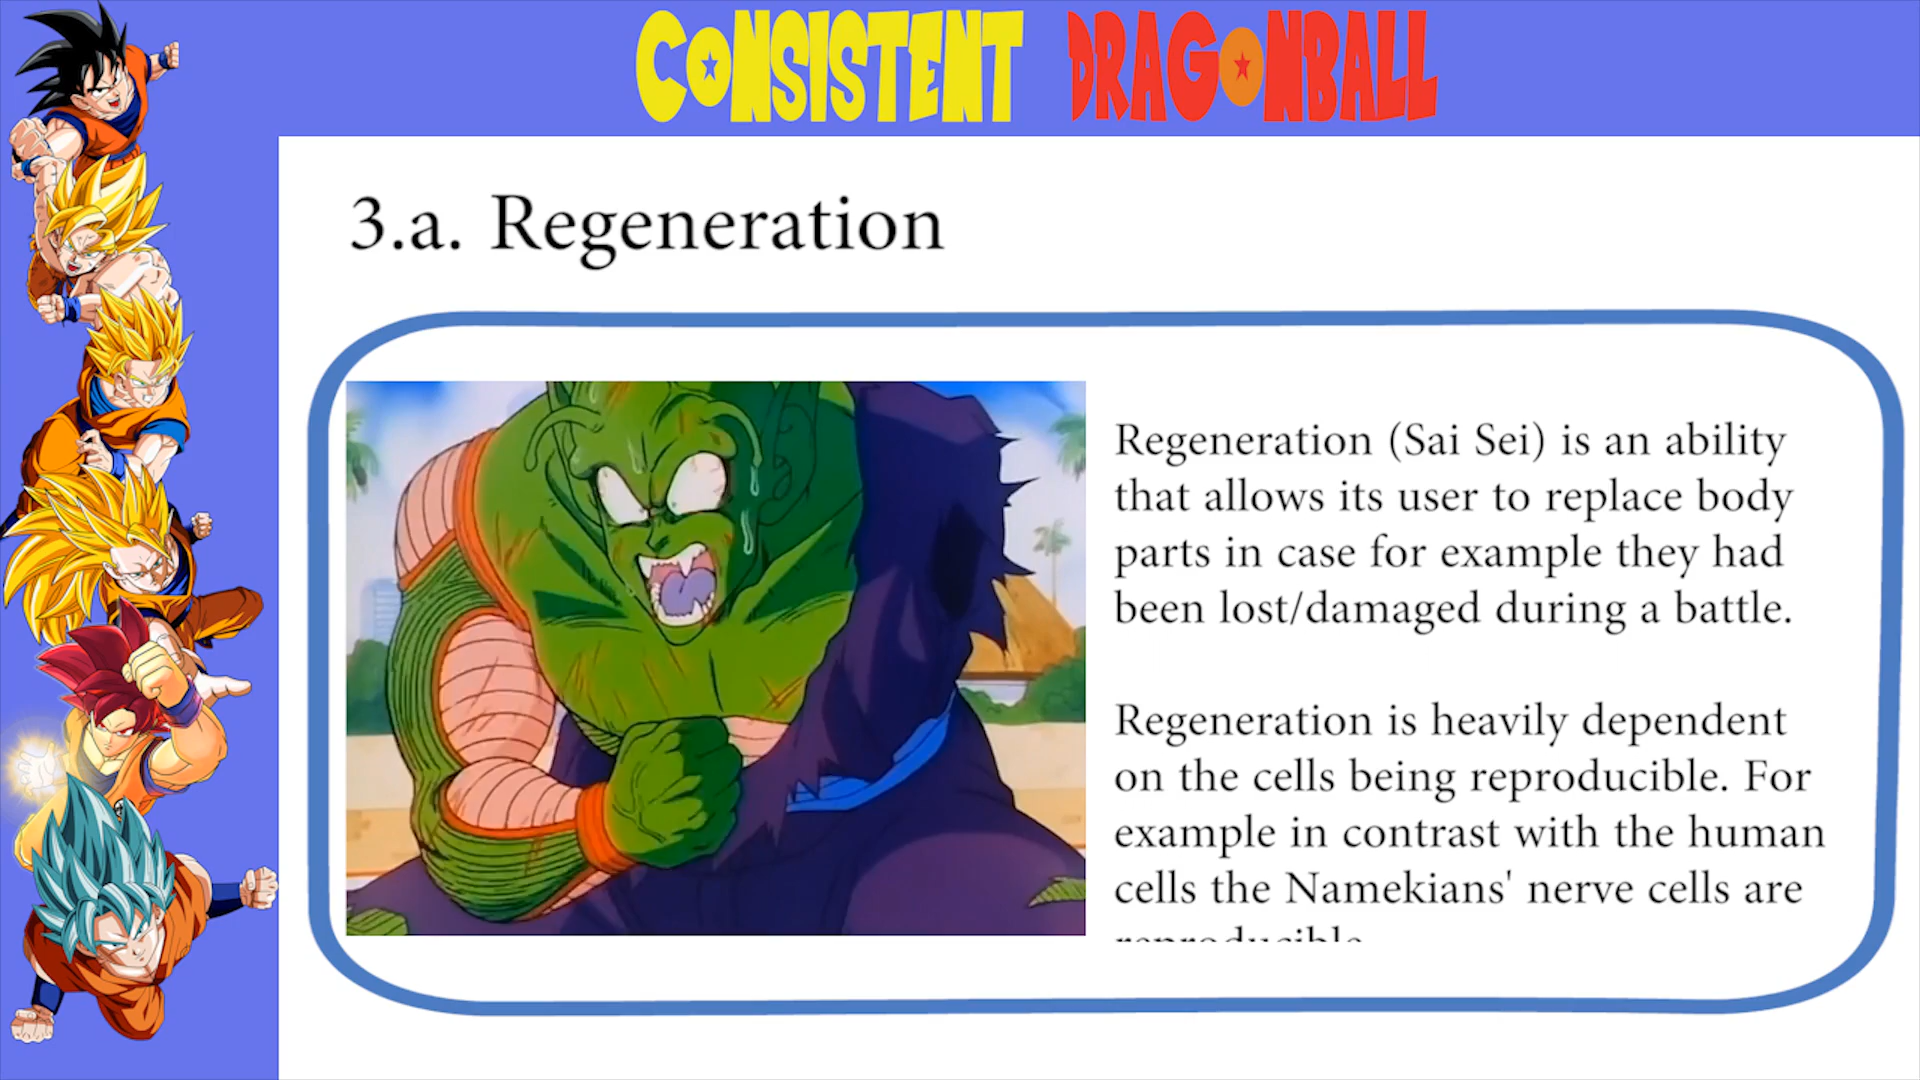 CONSISTENT DRAGONBALL
3.a. Regeneration
Regeneration (Sai Sei) is an ability
that allows its user to replace body
parts in case for example they had
been lost/damaged during a battle.
Regeneration is heavily dependent
on the cells being reproducible. For
example in contrast with the human
cells the Namekians' nerve cells are
reproducible.